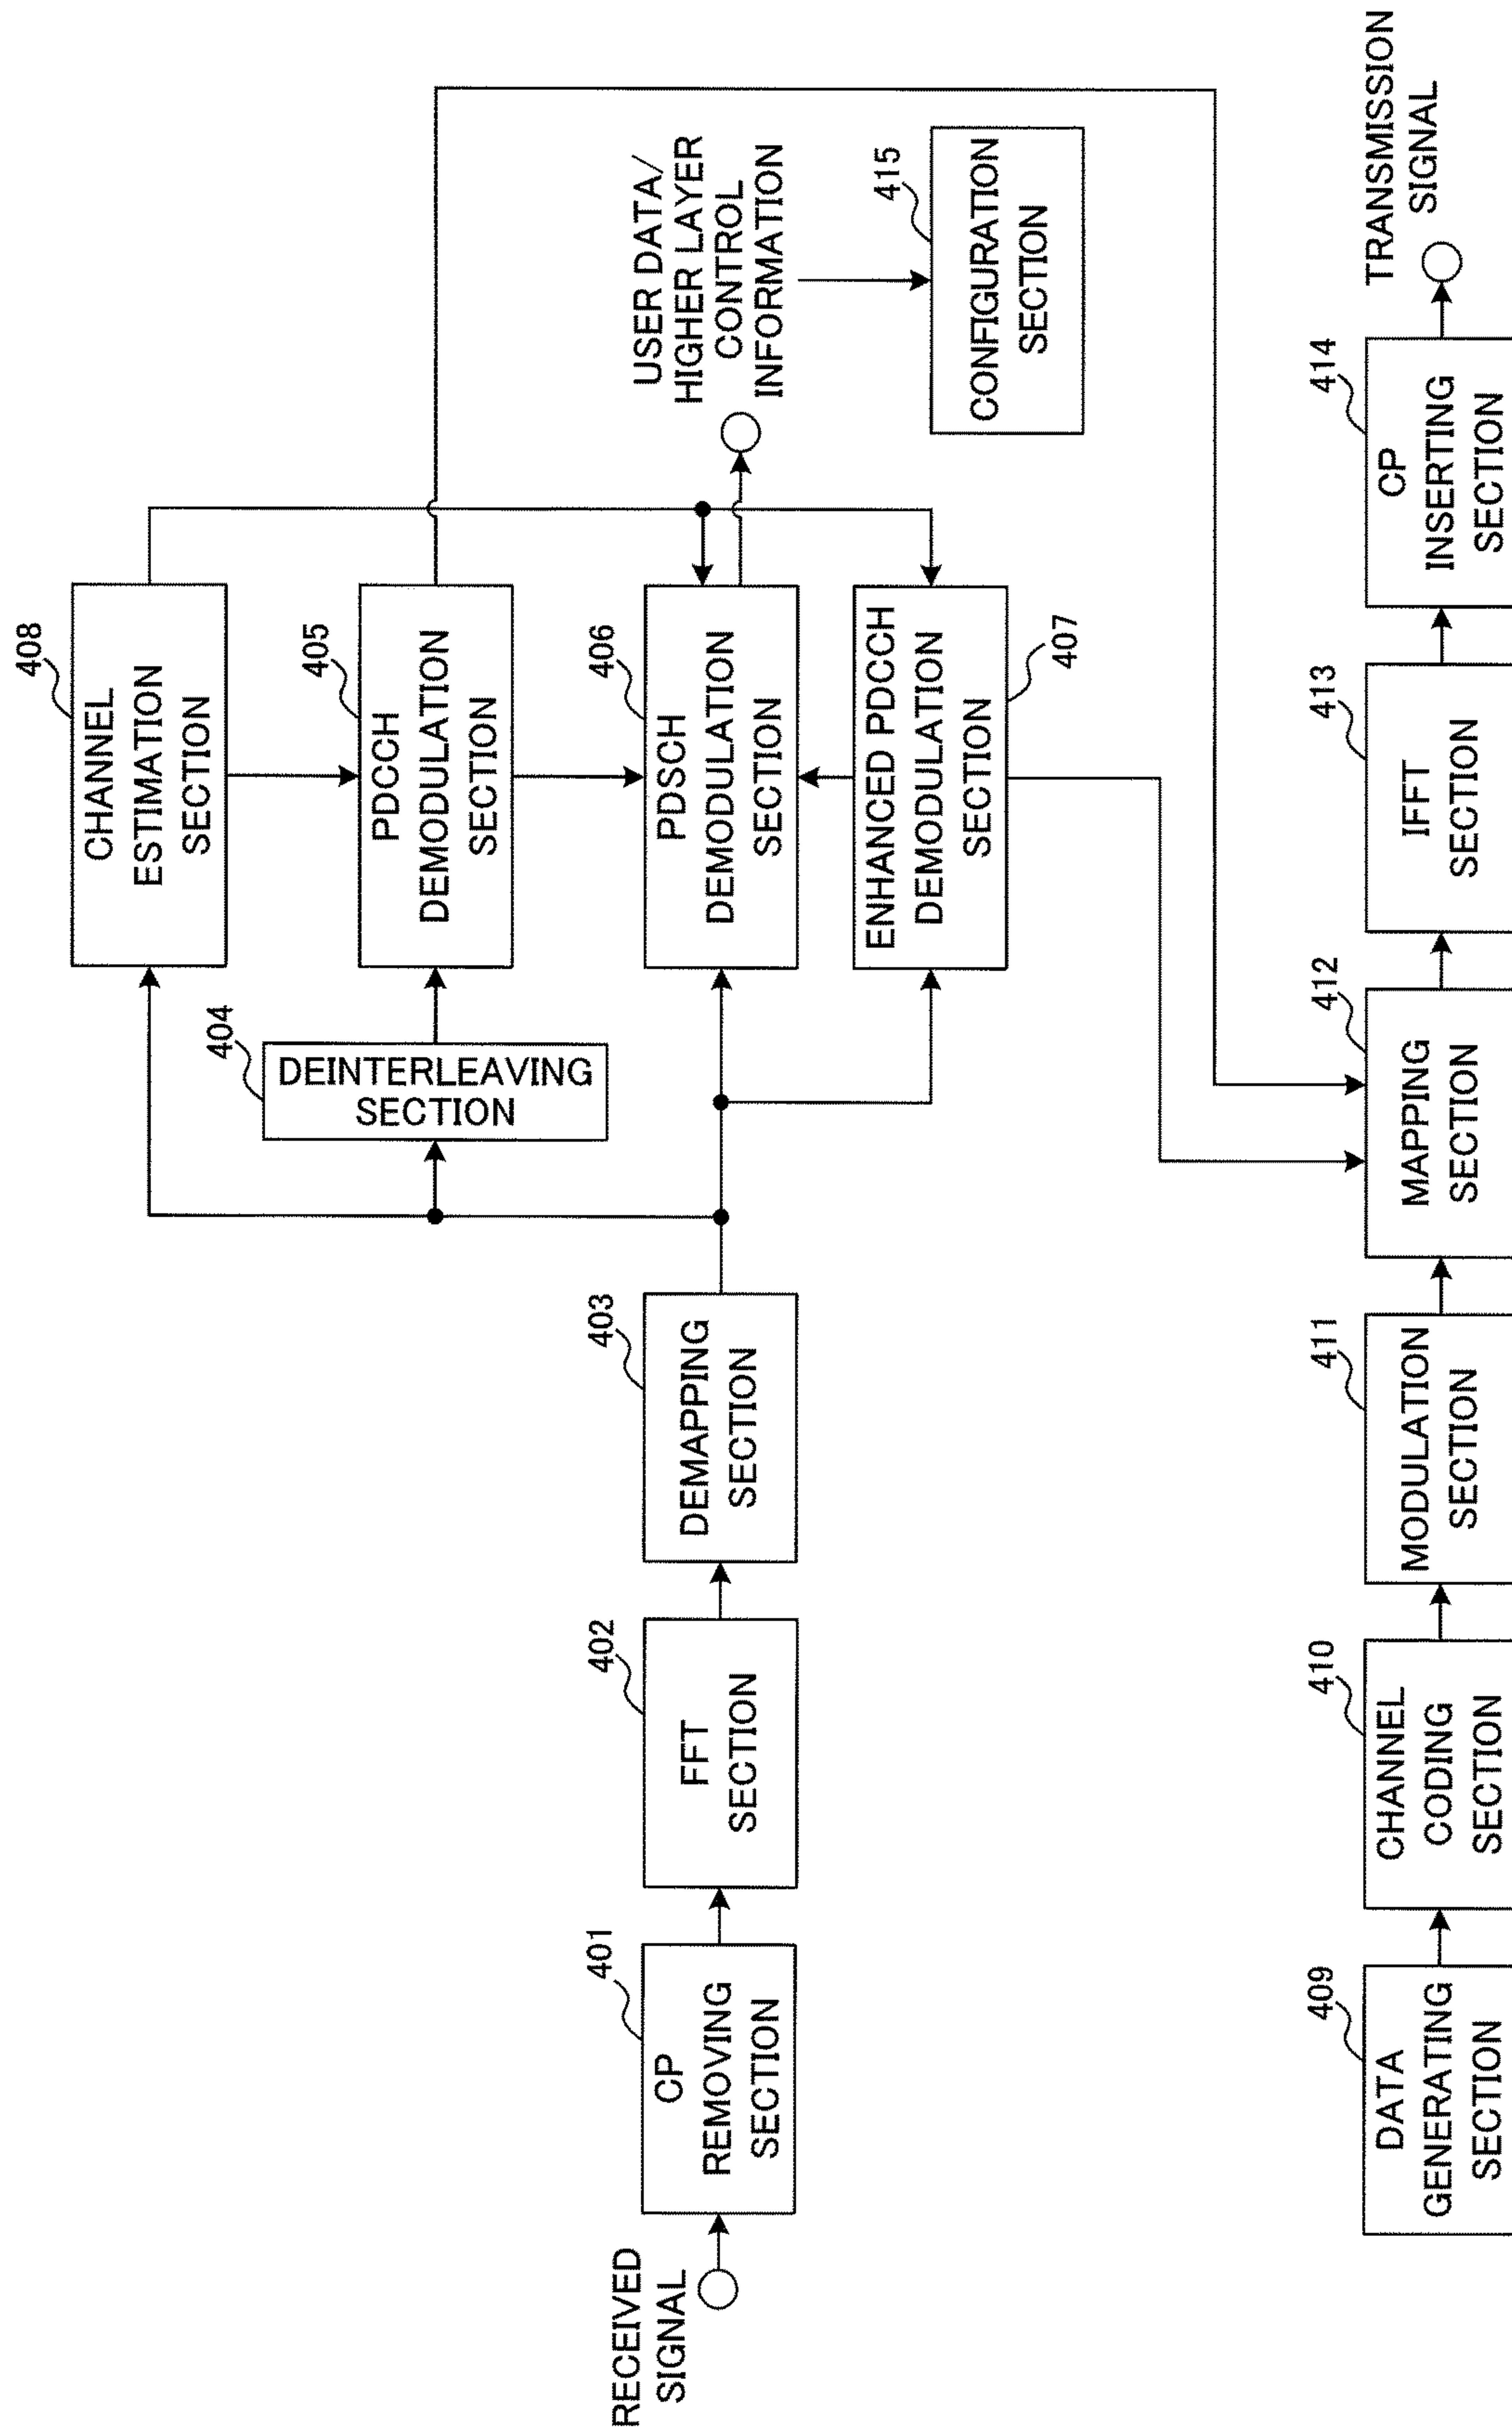 RECEIVED
SIGNAL
401
CP
REMOVING
SECTION
402
FFT
SECTION
403
DEMAPPING
SECTION
404
DEINTERLEAVING
SECTION
408
CHANNEL
ESTIMATION
SECTION
405
PDCCH
DEMODULATION
SECTION
406
PDSCH
DEMODULATION
SECTION
ENHANCED PDCCH
DEMODULATION
SECTION
407
USER DATA/
HIGHER LAYER
CONTROL
INFORMATION
415
CONFIGURATION
SECTION
409
DATA
GENERATING
SECTION
410
CHANNEL
CODING
SECTION
411
MODULATION
SECTION
412
MAPPING
SECTION
413
IFFT
SECTION
414
CP
INSERTING
SECTION
TRANSMISSION
SIGNAL